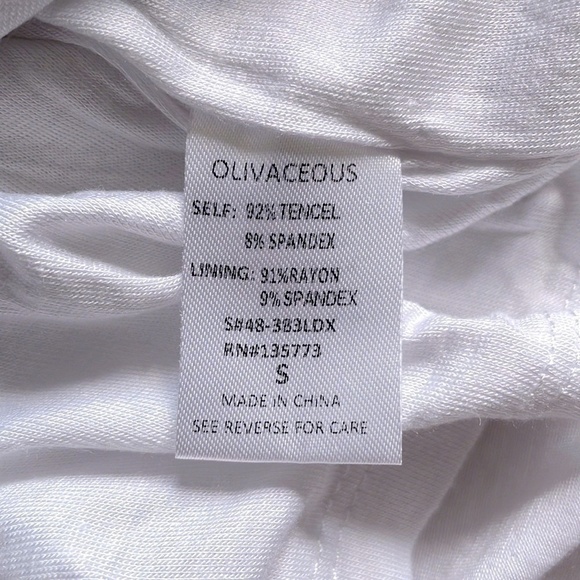 OLIVACEOUS
SELF: 92% TENCEL
8% SPANDEX
LINING: 91%RAYON
9% SPANDEX
S#48-383LDX
RN#135773
S
MADE IN CHINA
SEE REVERSE FOR CARE